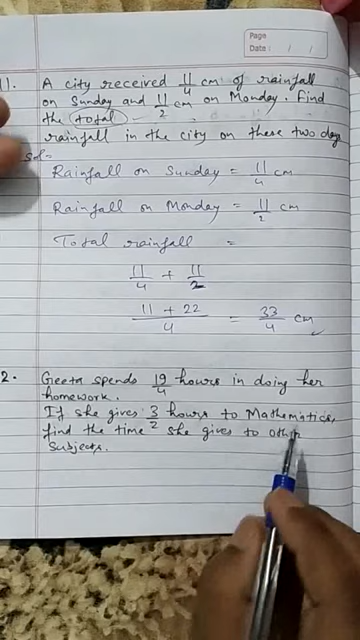 Page
Date : / /
1. A city received 11/4 cm of rainfall
on Sunday and 11/2 cm on Monday. Find
the total
rainfall in the city on these two days
Sol=
Rainfall on Sunday = 11/4 cm
Rainfall on Monday = 11/2 cm
Total rainfall =
11/4 + 11/2
11 + 22/4 = 33/4 cm
2. Geeta spends 19/4 hours in doing her
homework.
If she gives 3/2 hours to Mathematics,
find the time she gives to other
subjects.